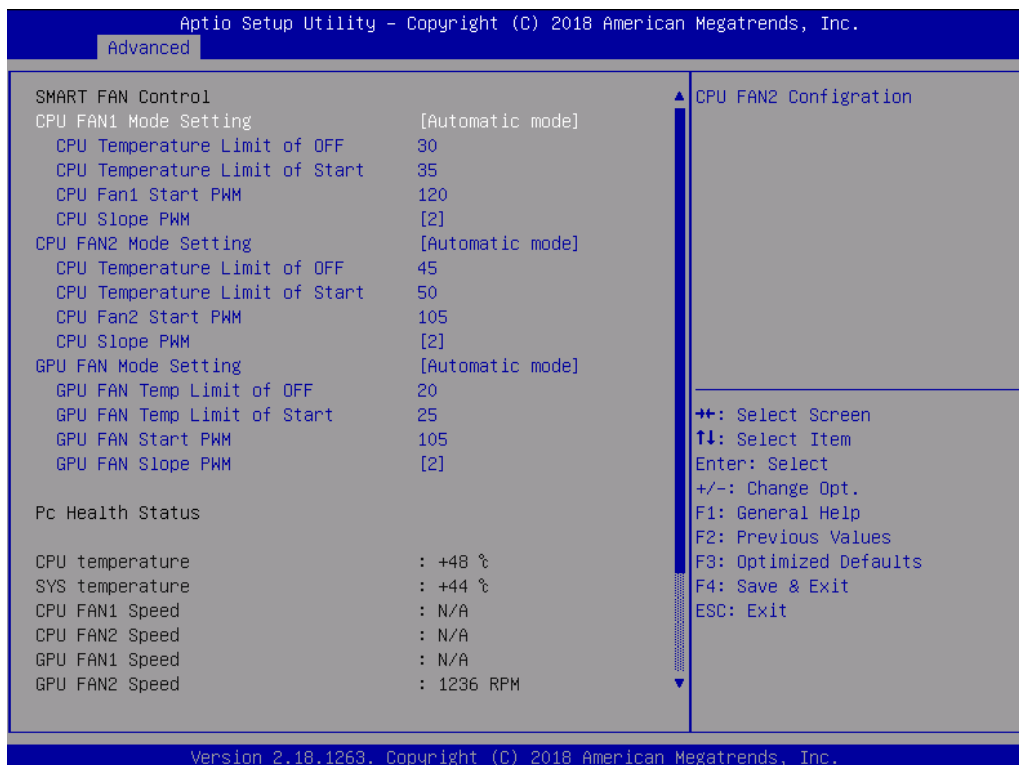 Aptio Setup Utility – Copyright (C) 2018 American Megatrends, Inc.
Advanced
SMART FAN Control
CPU FAN1 Mode Setting [Automatic mode]
CPU Temperature Limit of OFF 30
CPU Temperature Limit of Start 35
CPU Fan1 Start PWM 120
CPU Slope PWM [2]
CPU FAN2 Mode Setting [Automatic mode]
CPU Temperature Limit of OFF 45
CPU Temperature Limit of Start 50
CPU Fan2 Start PWM 105
CPU Slope PWM [2]
GPU FAN Mode Setting [Automatic mode]
GPU FAN Temp Limit of OFF 20
GPU FAN Temp Limit of Start 25
GPU FAN Start PWM 105
GPU FAN Slope PWM [2]
Pc Health Status
CPU temperature : +48 ℃
SYS temperature : +44 ℃
CPU FAN1 Speed : N/A
CPU FAN2 Speed : N/A
GPU FAN1 Speed : N/A
GPU FAN2 Speed : 1236 RPM
CPU FAN2 Configration
→←: Select Screen
↑↓: Select Item
Enter: Select
+/-: Change Opt.
F1: General Help
F2: Previous Values
F3: Optimized Defaults
F4: Save & Exit
ESC: Exit
Version 2.18.1263. Copyright (C) 2018 American Megatrends, Inc.